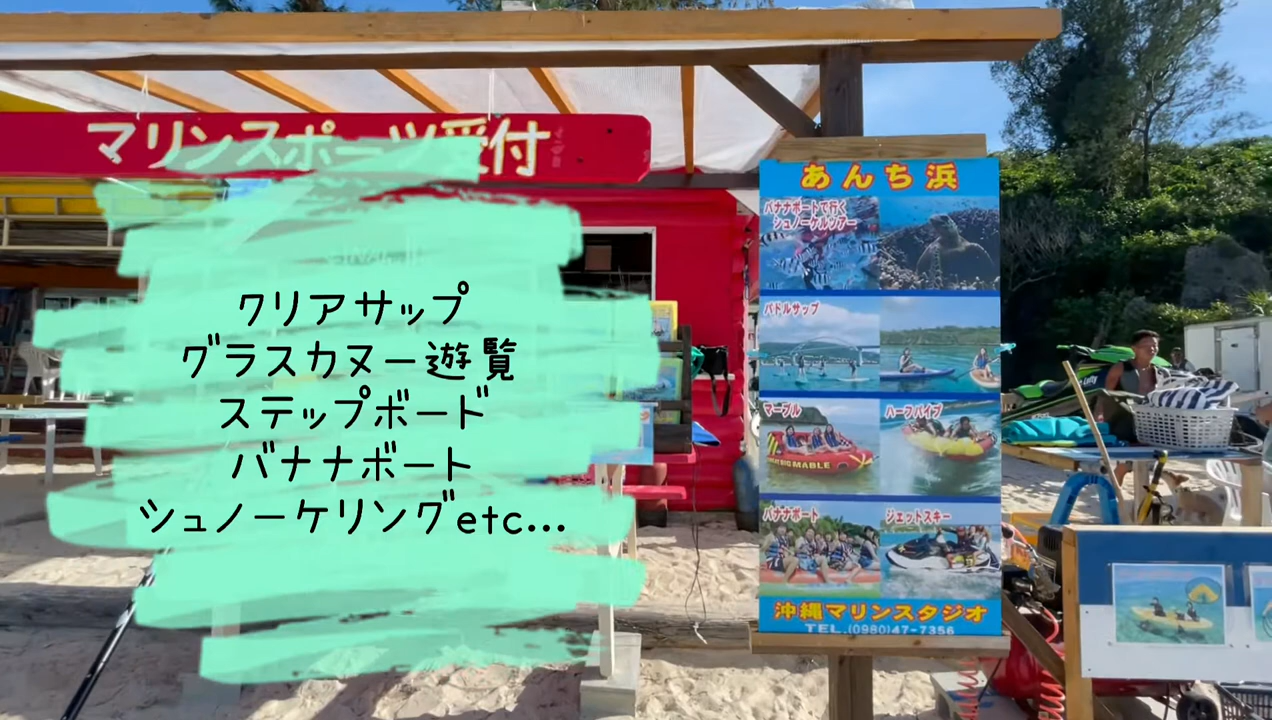 マリンスポーツ受付
クリアサップ
グラスカヌー遊覧
ステップボード
バナナボート
シュノーケリングetc...
あんち浜
バナナボートで行く
シュノーケルツアー
パドルサップ
マーブル
ハーフパイプ
バナナボート
ジェットスキー
沖縄マリンスタジオ
TEL.(0980)47-7356